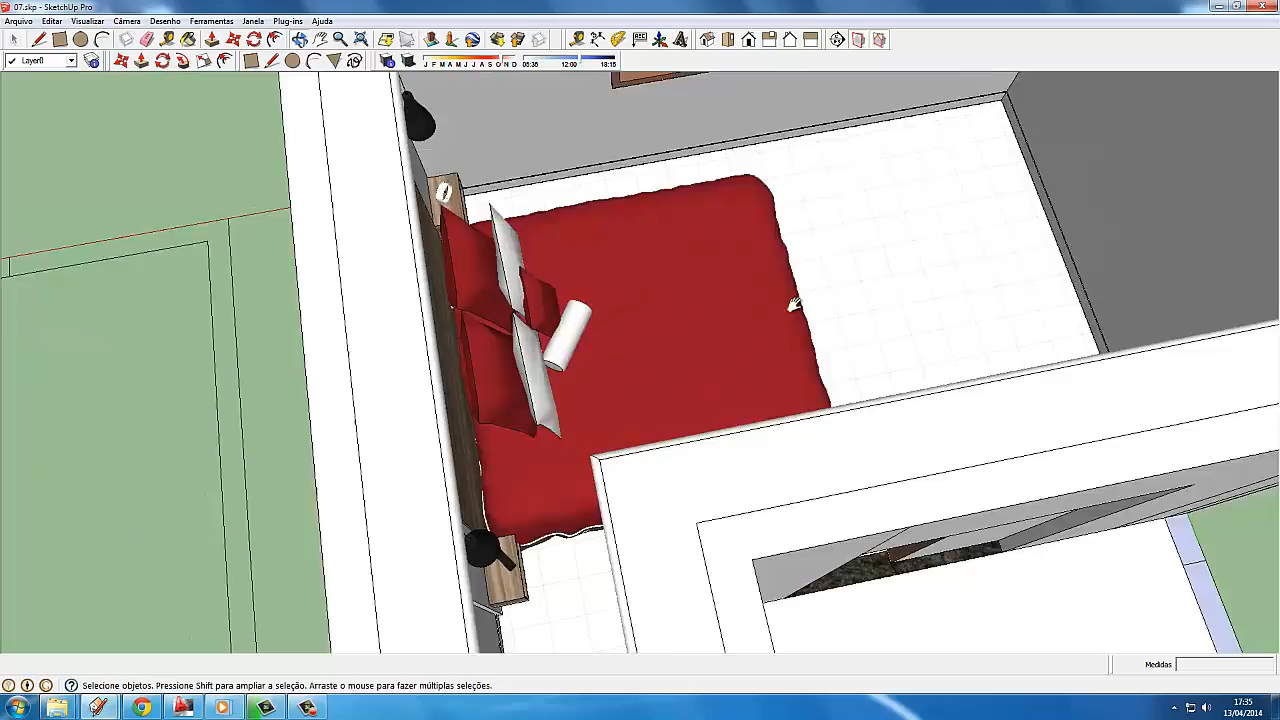 07.skp - SketchUp Pro
Arquivo Editar Visualizar Câmera Desenho Ferramentas Janela Plug-ins Ajuda
Layer0
J F M A M J J A S O N D 05:36 12:00 18:15
Medidas
Selecione objetos. Pressione Shift para ampliar a seleção. Arraste o mouse para fazer múltiplas seleções.
17:35
13/04/2014